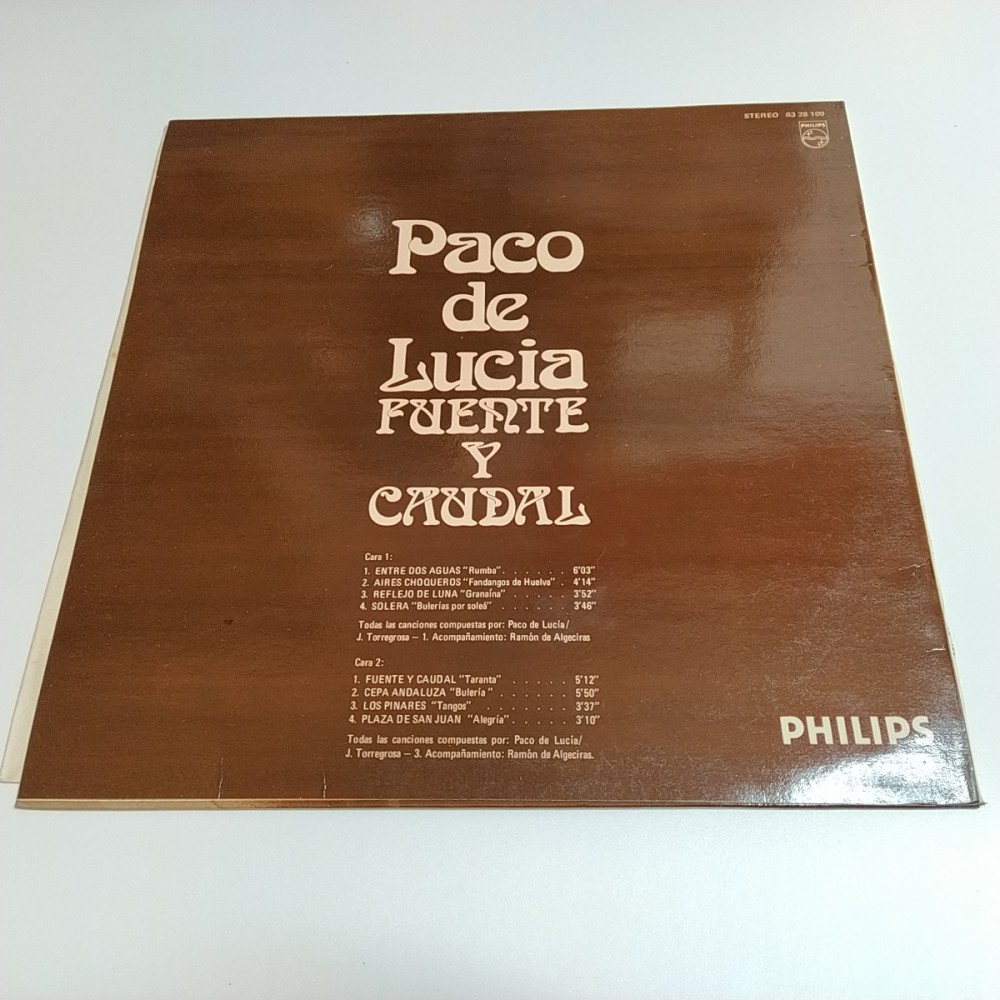 STEREO 63 28 109
PHILIPS
Paco
de
Lucia
FUENTE
Y
CAUDAL
Cara 1:
1. ENTRE DOS AGUAS "Rumba". . . . . . 6'03"
2. AIRES CHOQUEROS "Fandangos de Huelva" . 4'14"
3. REFLEJO DE LUNA "Granaína" . . . . . 3'52"
4. SOLERA "Bulerías por soleá" . . . . . . 3'46"
Todas las canciones compuestas por: Paco de Lucía/
J. Torregrosa — 1. Acompañamiento: Ramón de Algeciras
Cara 2:
1. FUENTE Y CAUDAL "Taranta" . . . . . 5'12"
2. CEPA ANDALUZA "Bulería" . . . . . . 5'50"
3. LOS PINARES "Tangos" . . . . . . . 3'37"
4. PLAZA DE SAN JUAN "Alegría" . . . . . 3'10"
Todas las canciones compuestas por: Paco de Lucía/
J. Torregrosa — 3. Acompañamiento: Ramón de Algeciras.
PHILIPS